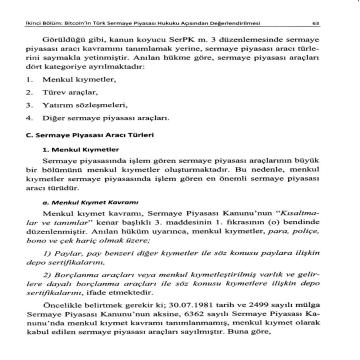 İkinci Bölüm: Bitcoin'in Türk Sermaye Piyasası Hukuku Açısından Değerlendirilmesi 63
Görüldüğü gibi, kanun koyucu SerPK m. 3 düzenlemesinde sermaye
piyasası aracı kavramını tanımlamak yerine, sermaye piyasası aracı türle-
rini saymakla yetinmiştir. Anılan hükme göre, sermaye piyasası araçları
dört kategoriye ayrılmaktadır:
1. Menkul kıymetler,
2. Türev araçlar,
3. Yatırım sözleşmeleri,
4. Diğer sermaye piyasası araçları.
C. Sermaye Piyasası Aracı Türleri
1. Menkul Kıymetler
Sermaye piyasasında işlem gören sermaye piyasası araçlarının büyük
bir bölümünü menkul kıymetler oluşturmaktadır. Bu nedenle, menkul
kıymetler sermaye piyasasında işlem gören en önemli sermaye piyasası
aracı türüdür.
a. Menkul Kıymet Kavramı
Menkul kıymet kavramı, Sermaye Piyasası Kanunu'nun "Kısaltma-
lar ve tanımlar" kenar başlıklı 3. maddesinin 1. fıkrasının (o) bendinde
düzenlenmiştir. Anılan hüküm uyarınca, menkul kıymetler, para, poliçe,
bono ve çek hariç olmak üzere;
1) Paylar, pay benzeri diğer kıymetler ile söz konusu paylara ilişkin
depo sertifikalarını,
2) Borçlanma araçları veya menkul kıymetleştirilmiş varlık ve gelir-
lere dayalı borçlanma araçları ile söz konusu kıymetlere ilişkin depo
sertifikalarını, ifade etmektedir.
Öncelikle belirtmek gerekir ki; 30.07.1981 tarih ve 2499 sayılı mülga
Sermaye Piyasası Kanunu'nun aksine, 6362 sayılı Sermaye Piyasası Ka-
nunu'nda menkul kıymet kavramı tanımlanmamış, menkul kıymet olarak
kabul edilen sermaye piyasası araçları sayılmıştır. Buna göre,